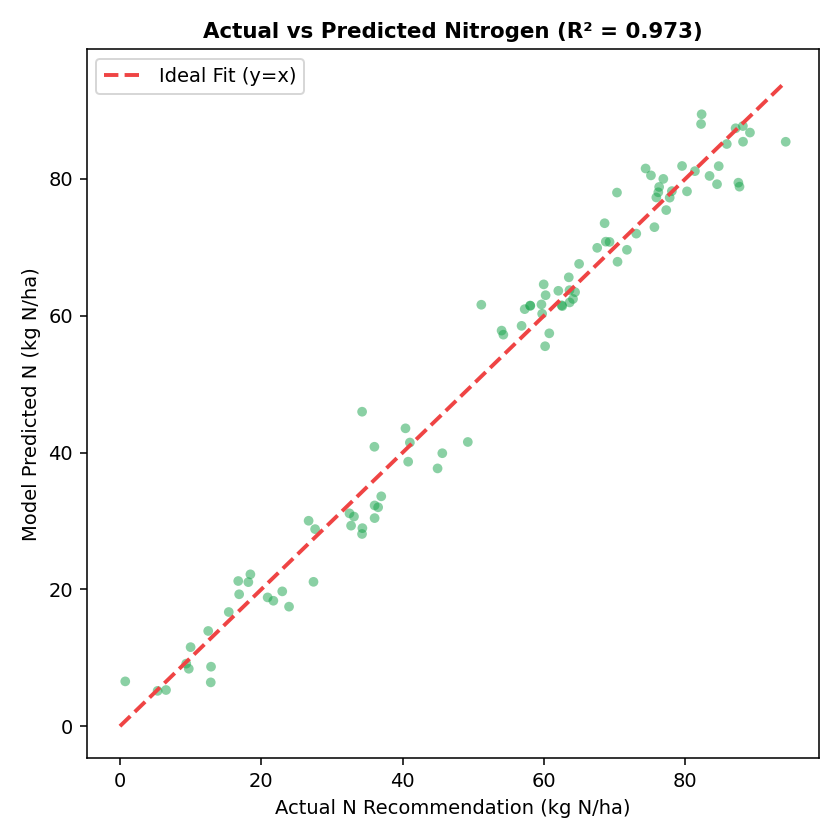 Actual vs Predicted Nitrogen (R² = 0.973)
Ideal Fit (y=x)
Model Predicted N (kg N/ha)
80
60
40
20
0
0 20 40 60 80
Actual N Recommendation (kg N/ha)